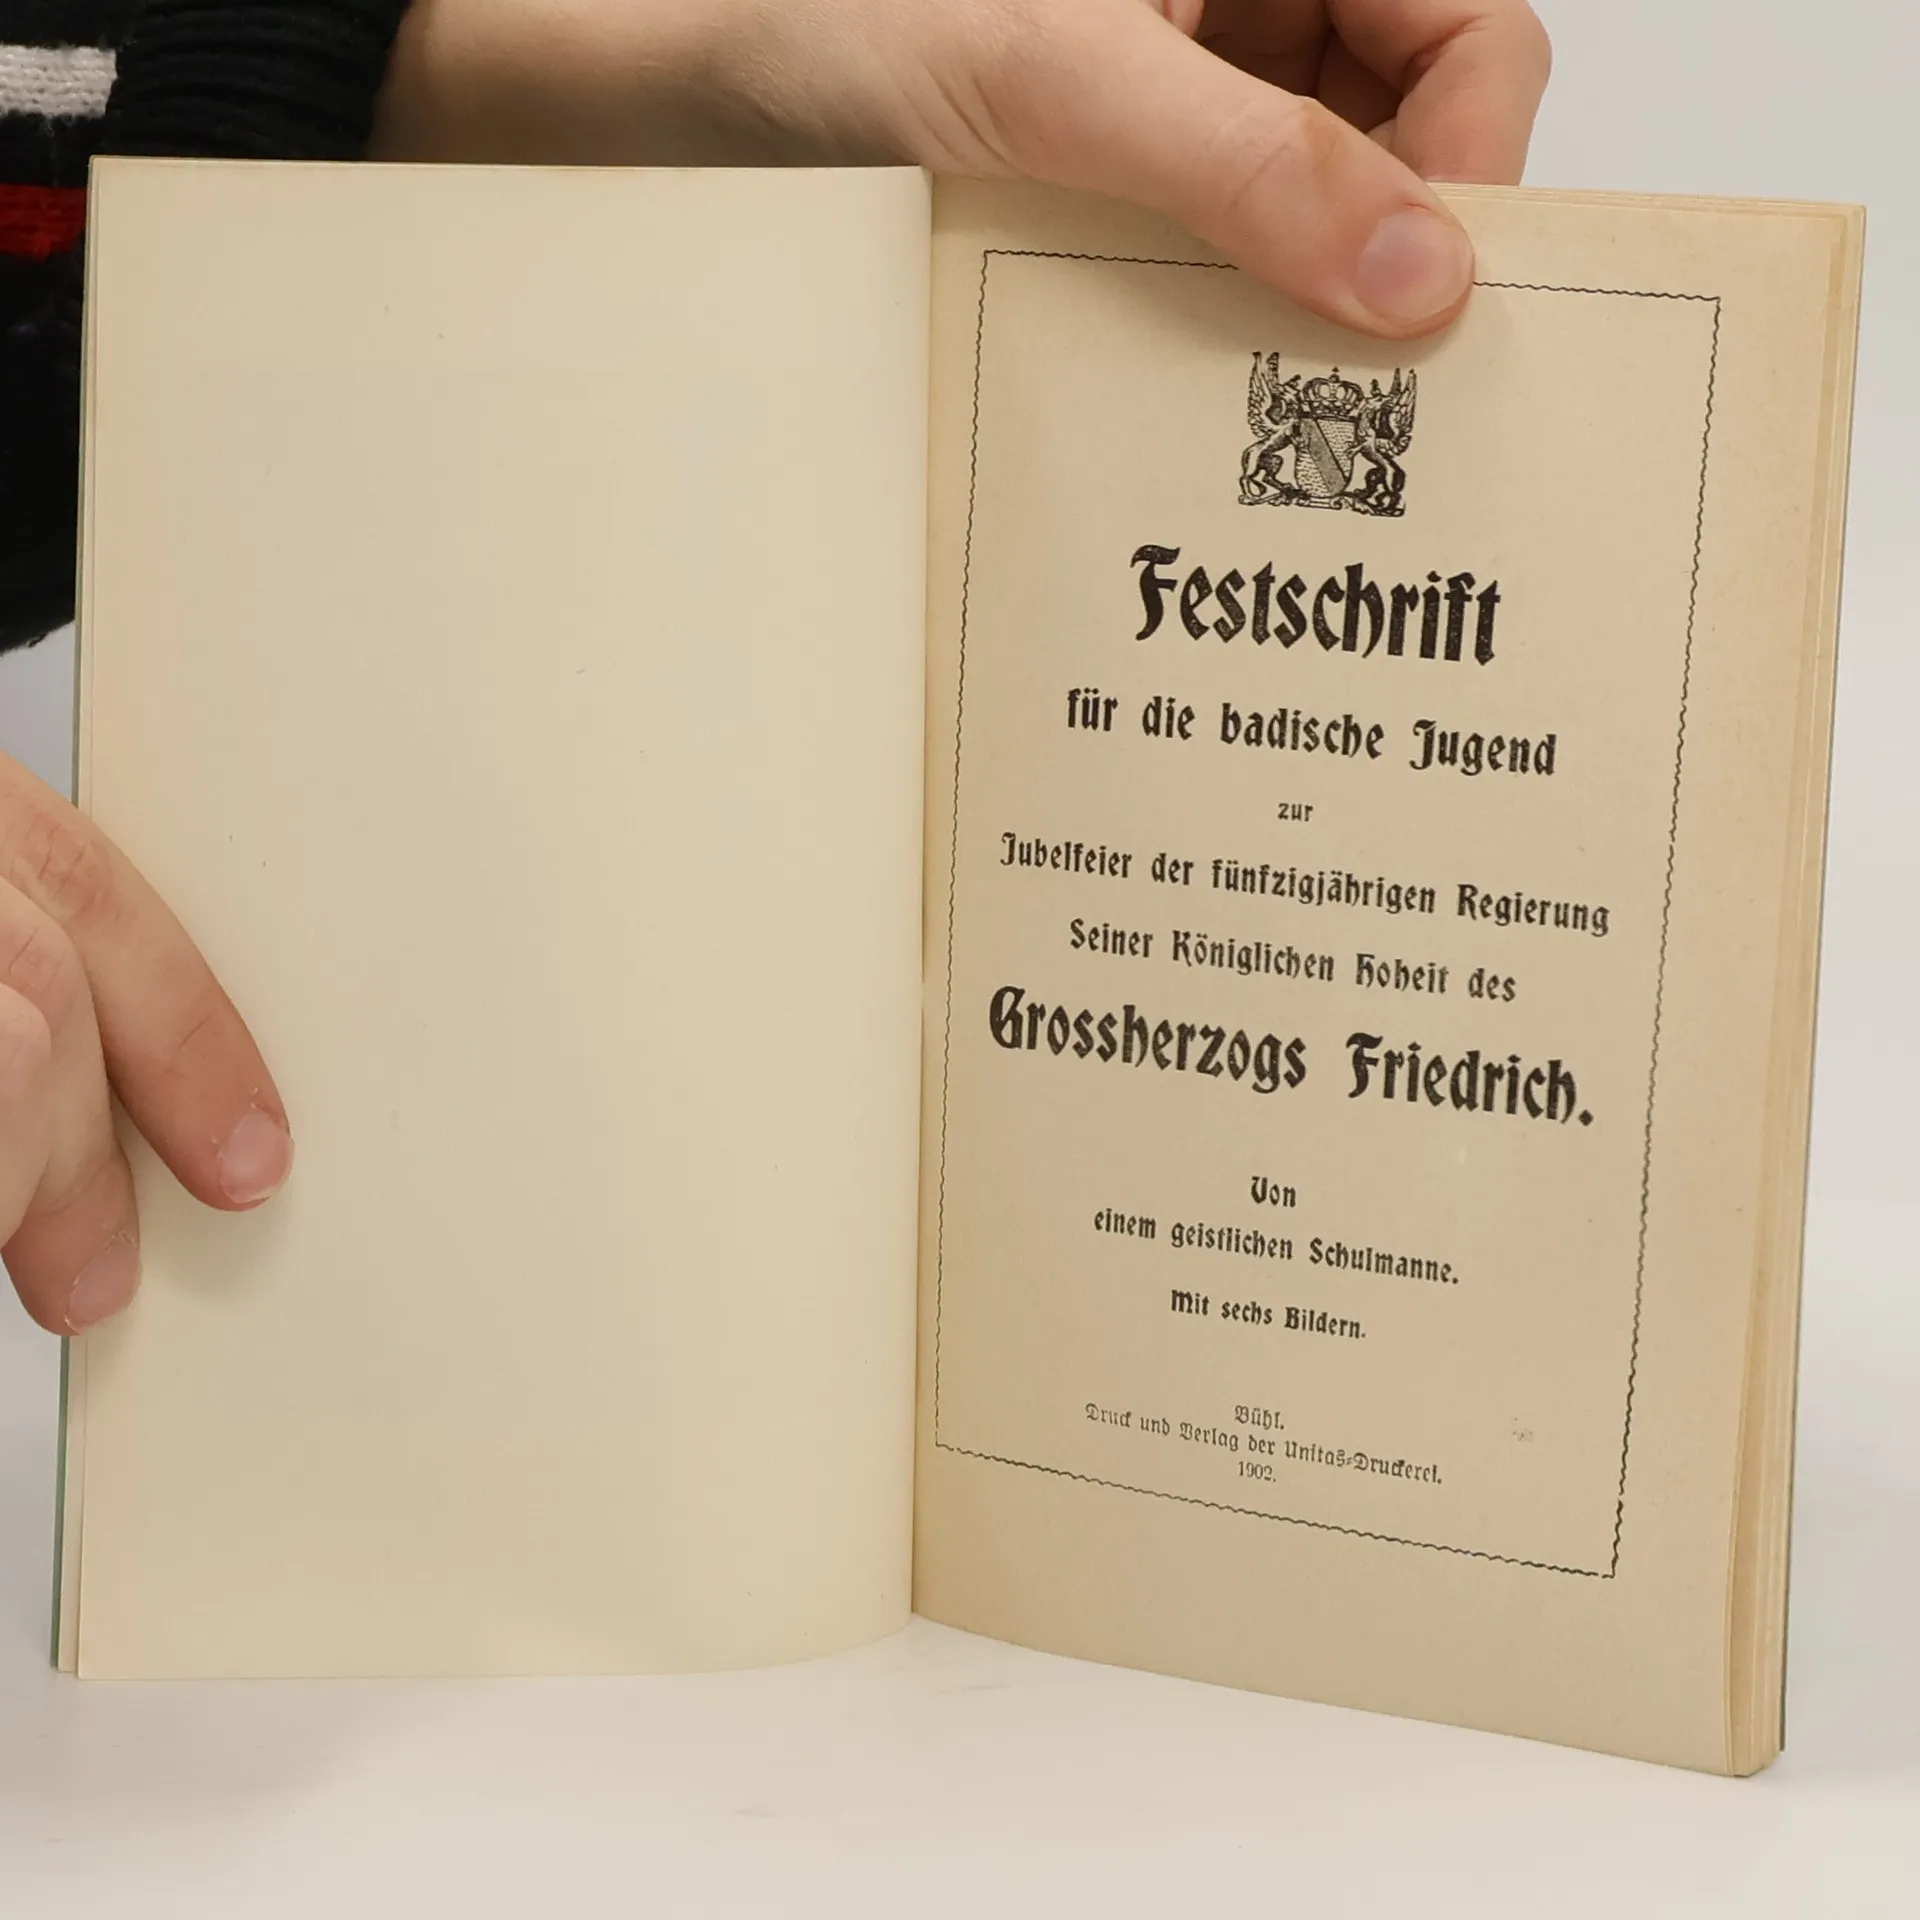 Festschrift
für die badische Jugend
zur
Jubelfeier der fünfzigjährigen Regierung
Seiner Königlichen Hoheit des
Grossherzogs Friedrich.
Von
einem geistlichen Schulmanne.
Mit sechs Bildern.
Bühl.
Druck und Verlag der Unitas-Druckerei.
1902.